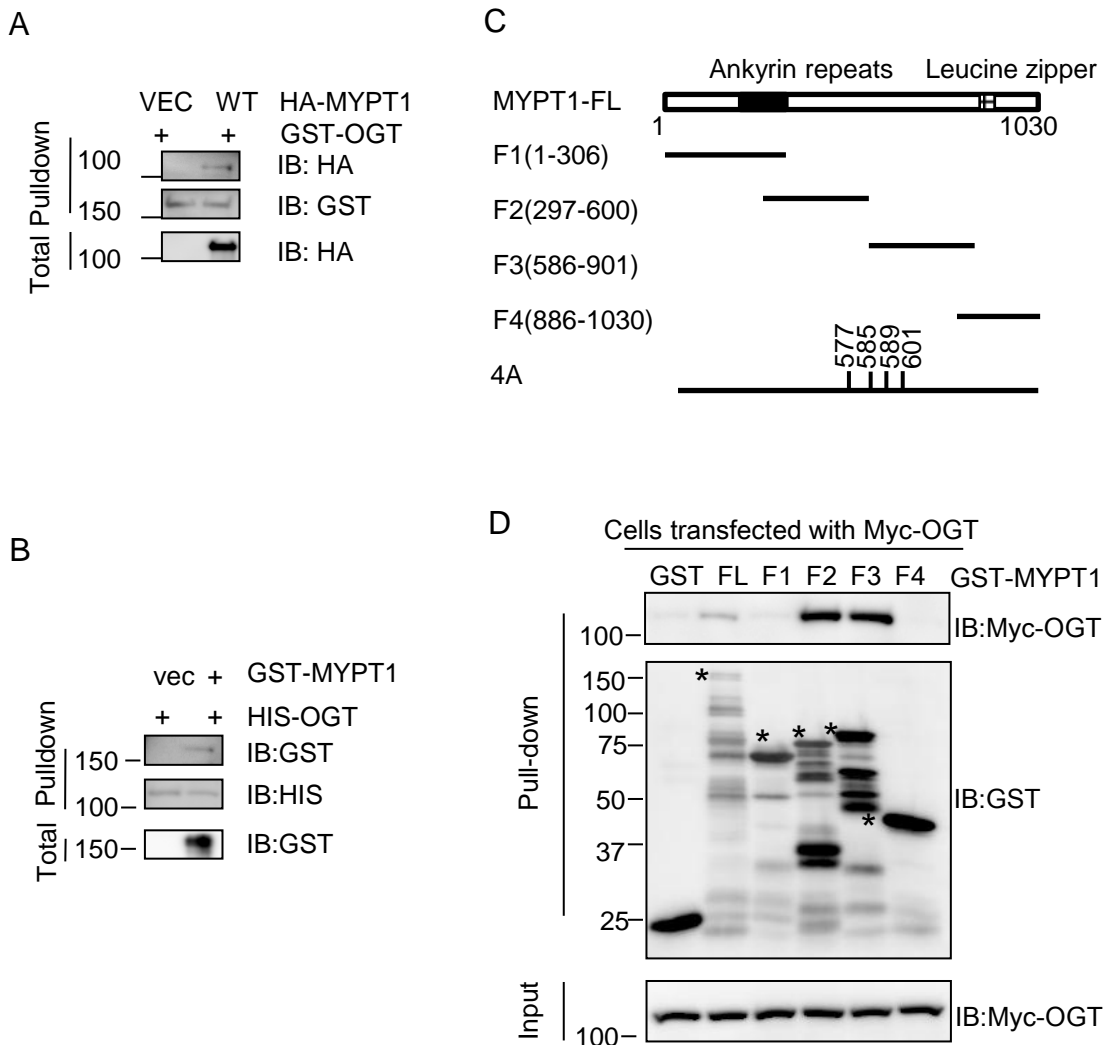 A
VEC WT HA-MYPT1
+ + GST-OGT
Total Pulldown
100 IB: HA
150 IB: GST
100 IB: HA
B
vec + GST-MYPT1
+ + HIS-OGT
Total Pulldown
150 IB:GST
100 IB:HIS
150 IB:GST
C
Ankyrin repeats Leucine zipper
MYPT1-FL
1 1030
F1(1-306)
F2(297-600)
F3(586-901)
F4(886-1030)
577 585 589 601
4A
D
Cells transfected with Myc-OGT
GST FL F1 F2 F3 F4 GST-MYPT1
Pull-down
100 IB:Myc-OGT
150
100
75
50 IB:GST
37
25
* * * * *
Input
100 IB:Myc-OGT